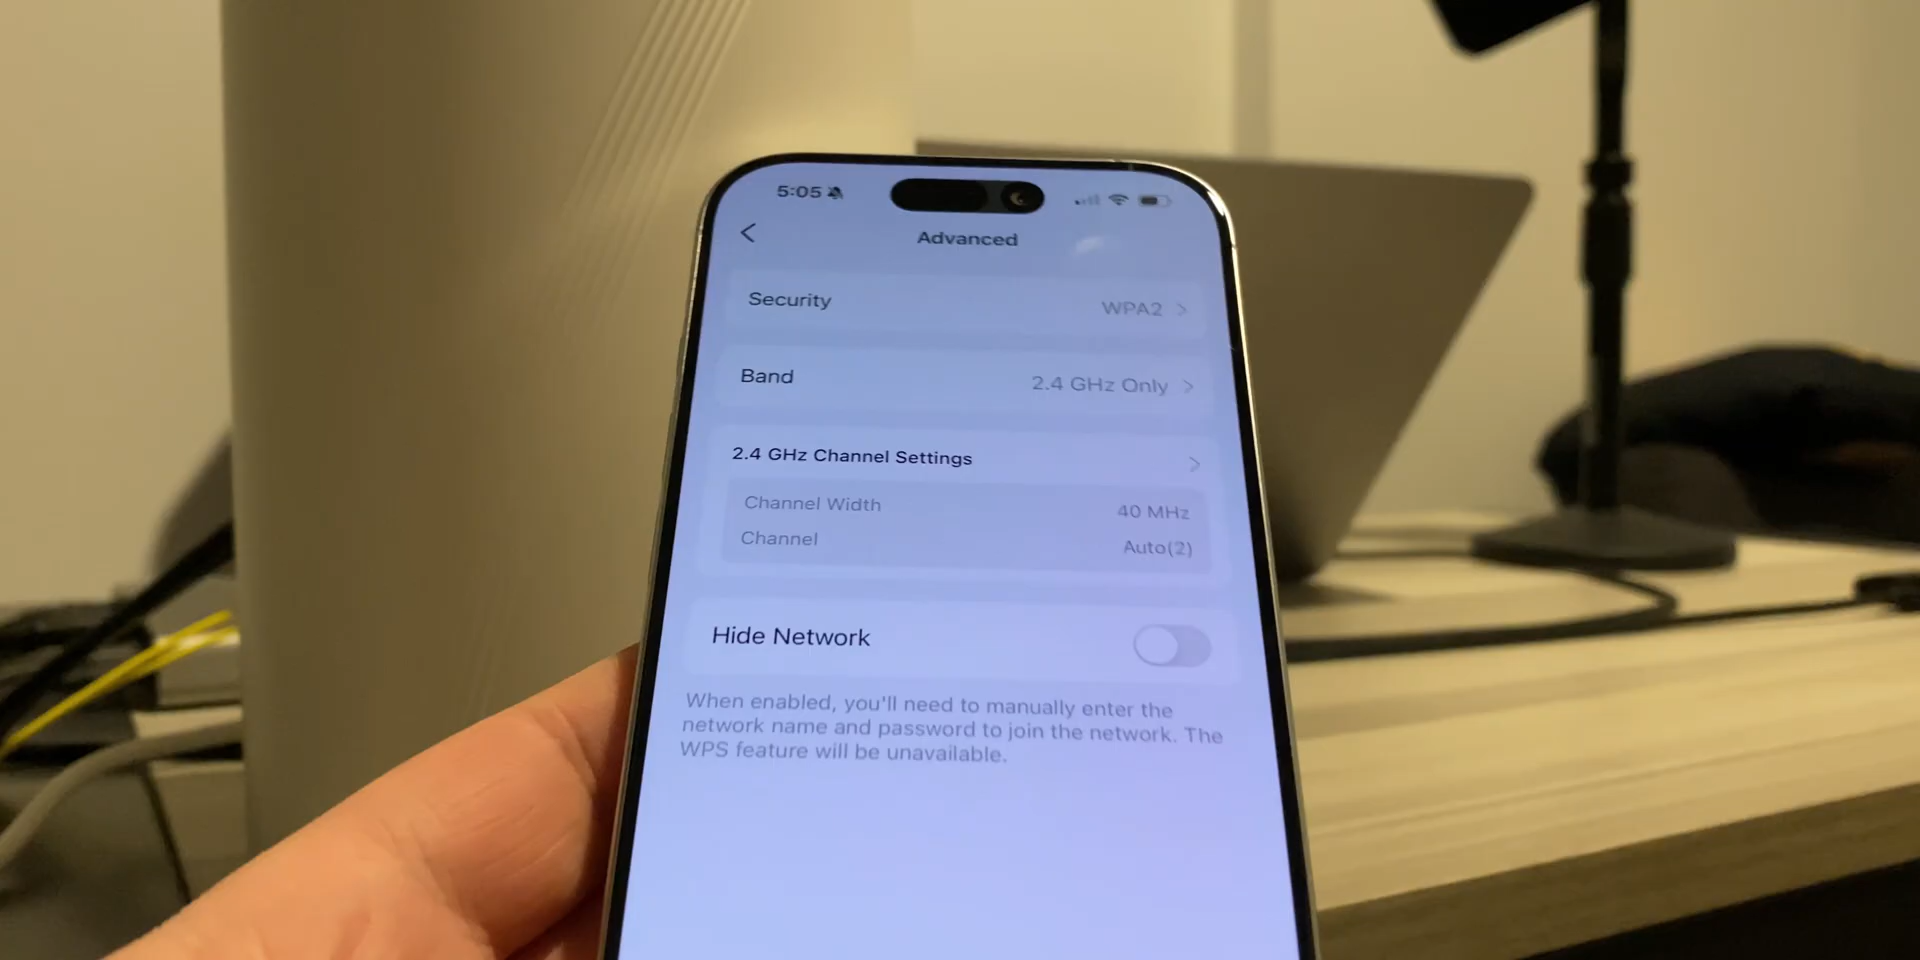 5:05
Advanced
Security WPA2
Band 2.4 GHz Only
2.4 GHz Channel Settings
Channel Width 40 MHz
Channel Auto(2)
Hide Network
When enabled, you'll need to manually enter the
network name and password to join the network. The
WPS feature will be unavailable.